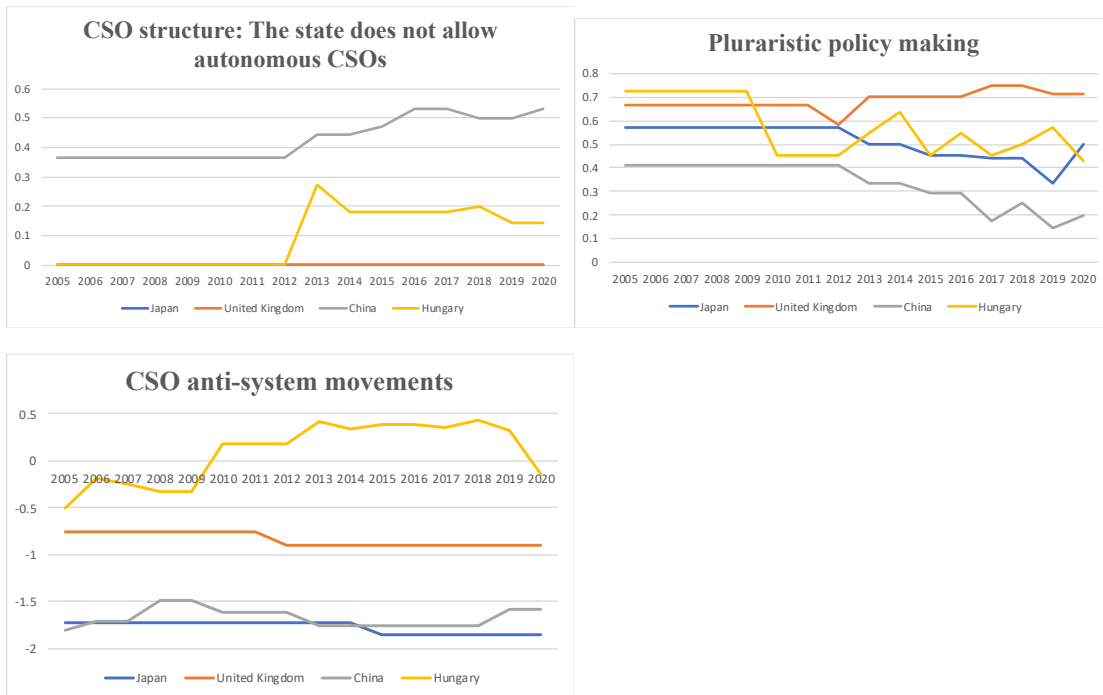 CSO structure: The state does not allow
autonomous CSOs
0.6
0.5
0.4
0.3
0.2
0.1
0
2005 2006 2007 2008 2009 2010 2011 2012 2013 2014 2015 2016 2017 2018 2019 2020
Japan United Kingdom China Hungary
Pluraristic policy making
0.8
0.7
0.6
0.5
0.4
0.3
0.2
0.1
0
2005 2006 2007 2008 2009 2010 2011 2012 2013 2014 2015 2016 2017 2018 2019 2020
Japan United Kingdom China Hungary
CSO anti-system movements
0.5
0
2005 2006 2007 2008 2009 2010 2011 2012 2013 2014 2015 2016 2017 2018 2019 2020
-0.5
-1
-1.5
-2
Japan United Kingdom China Hungary